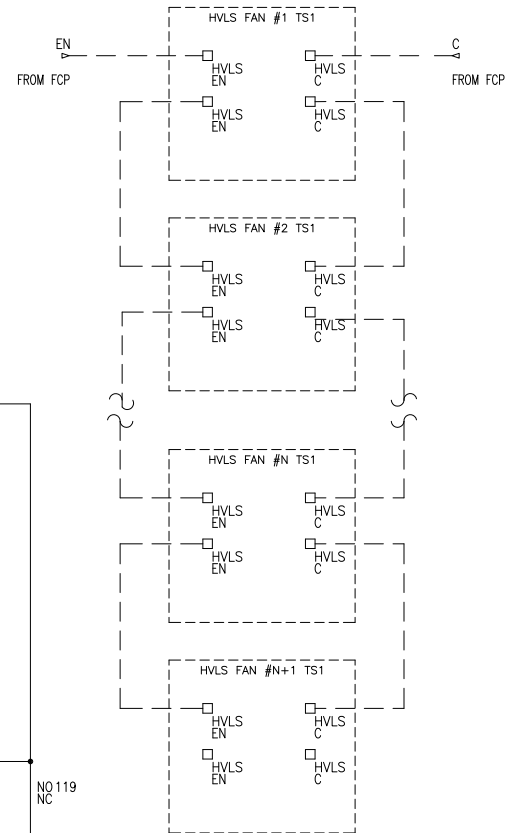 HVLS FAN #1 TS1
EN
C
FROM FCP
FROM FCP
HVLS
EN
HVLS
C
HVLS
EN
HVLS
C
HVLS FAN #2 TS1
HVLS
EN
HVLS
C
HVLS
EN
HVLS
C
HVLS FAN #N TS1
HVLS
EN
HVLS
C
HVLS
EN
HVLS
C
HVLS FAN #N+1 TS1
HVLS
EN
HVLS
C
HVLS
EN
HVLS
C
NO 119
NC